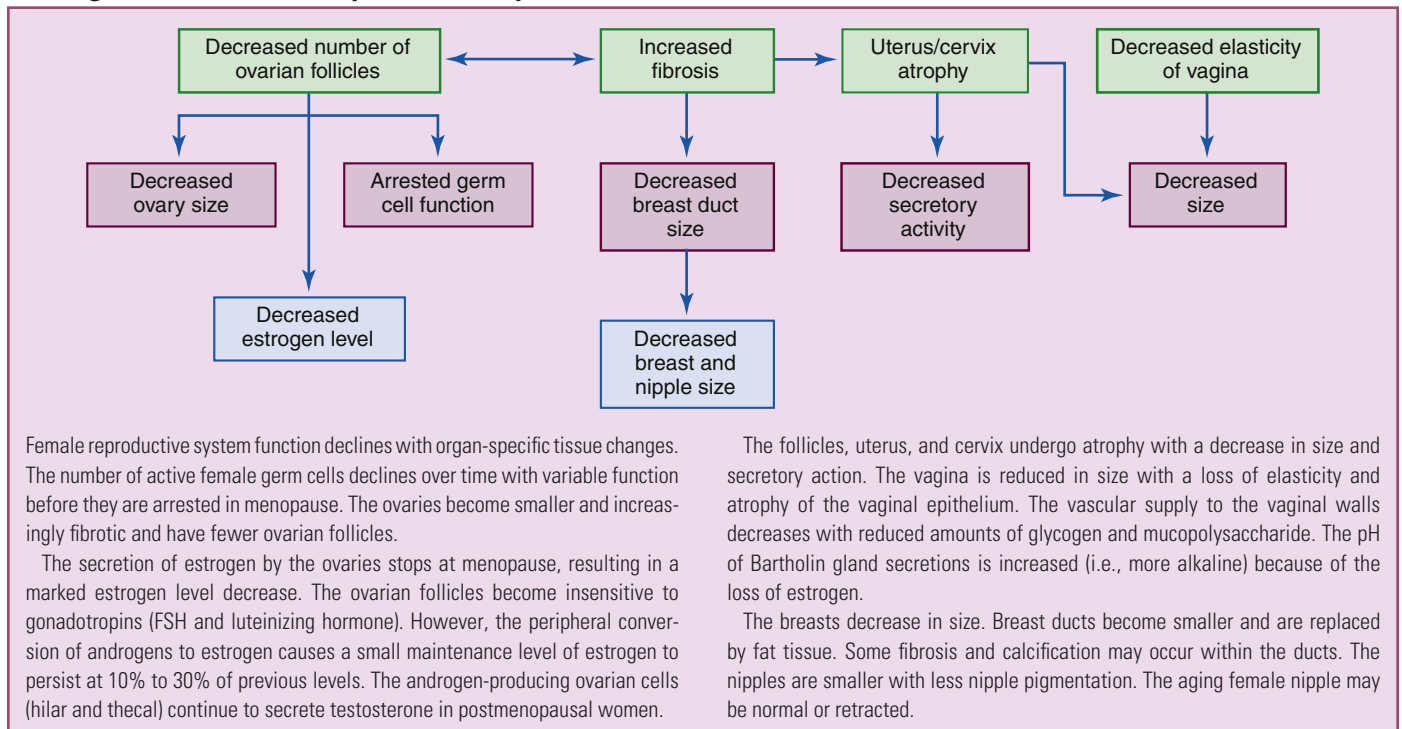 Decreased number of
ovarian follicles
Increased
fibrosis
Uterus/cervix
atrophy
Decreased elasticity
of vagina
Decreased
ovary size
Arrested germ
cell function
Decreased
breast duct
size
Decreased
secretory
activity
Decreased
size
Decreased
estrogen level
Decreased
breast and
nipple size
Female reproductive system function declines with organ-specific tissue changes.
The number of active female germ cells declines over time with variable function
before they are arrested in menopause. The ovaries become smaller and increas-
ingly fibrotic and have fewer ovarian follicles.
The secretion of estrogen by the ovaries stops at menopause, resulting in a
marked estrogen level decrease. The ovarian follicles become insensitive to
gonadotropins (FSH and luteinizing hormone). However, the peripheral conver-
sion of androgens to estrogen causes a small maintenance level of estrogen to
persist at 10% to 30% of previous levels. The androgen-producing ovarian cells
(hilar and thecal) continue to secrete testosterone in postmenopausal women.
The follicles, uterus, and cervix undergo atrophy with a decrease in size and
secretory action. The vagina is reduced in size with a loss of elasticity and
atrophy of the vaginal epithelium. The vascular supply to the vaginal walls
decreases with reduced amounts of glycogen and mucopolysaccharide. The pH
of Bartholin gland secretions is increased (i.e., more alkaline) because of the
loss of estrogen.
The breasts decrease in size. Breast ducts become smaller and are replaced
by fat tissue. Some fibrosis and calcification may occur within the ducts. The
nipples are smaller with less nipple pigmentation. The aging female nipple may
be normal or retracted.